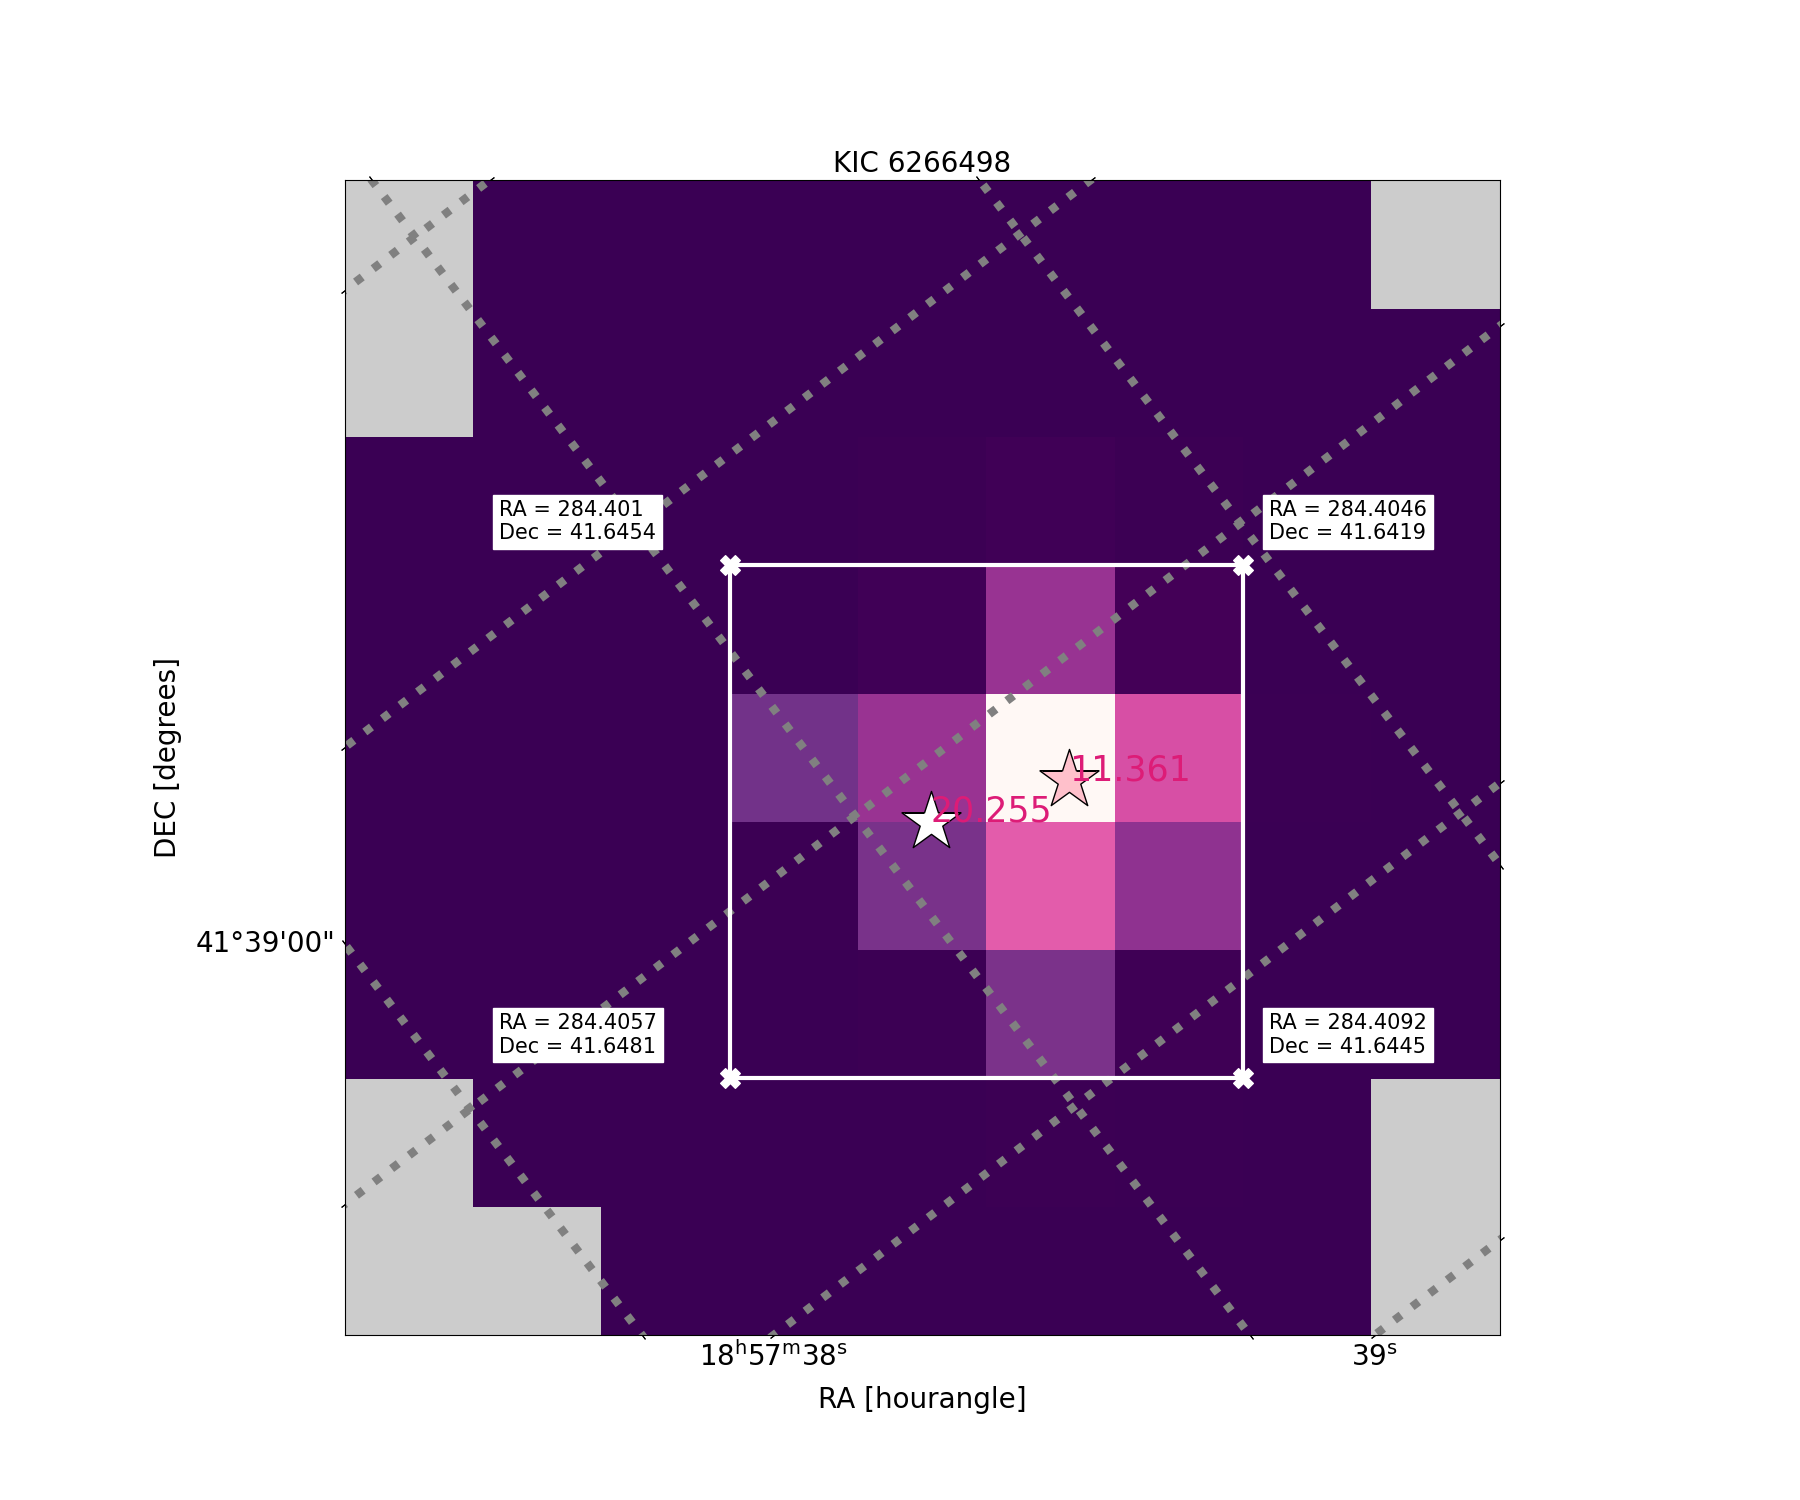 KIC 6266498
RA = 284.401
Dec = 41.6454
RA = 284.4046
Dec = 41.6419
11.361
20.255
DEC [degrees]
41°39'00"
RA = 284.4057
Dec = 41.6481
RA = 284.4092
Dec = 41.6445
18h57m38s
39s
RA [hourangle]